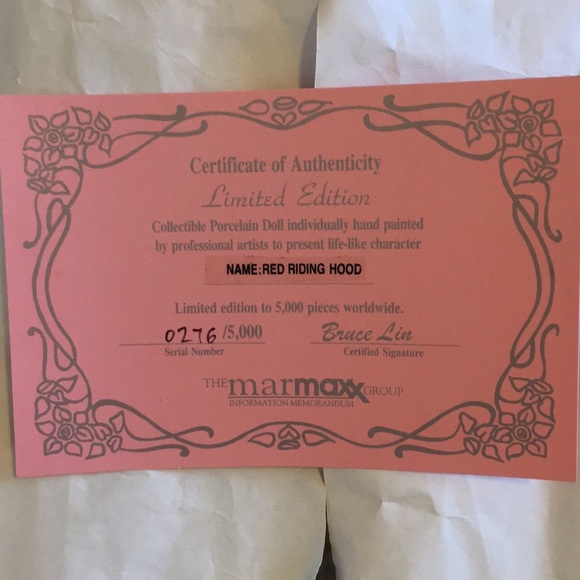 Certificate of Authenticity
Limited Edition
Collectible Porcelain Doll individually hand painted
by professional artists to present life-like character
NAME:RED RIDING HOOD
Limited edition to 5,000 pieces worldwide.
0276 /5,000 Bruce Lin
Serial Number Certified Signature
THE marmaxx GROUP
INFORMATION MEMORANDUM